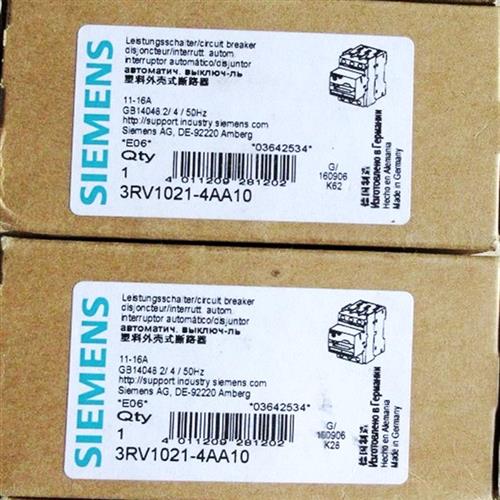 SIEMENS
Leistungsschalter/circuit breaker
disjoncteur/interrutt. autom.
interruptor automático/disjuntor
автоматич. выключ-ль
塑料外壳式断路器
11-16A
GB14048.2/ 4 / 50Hz
http://support.industry.siemens.com
Siemens AG, DE-92220 Amberg
"E06"
*03642534*
Qty
1
4 011209 281202
3RV1021-4AA10
G/
160906
K62
德国制造
Изготовлено в Германии
Hecho en Alemania
Made in Germany
SIEMENS
Leistungsschalter/circuit breaker
disjoncteur/interrutt. autom.
interruptor automático/disjuntor
автоматич. выключ-ль
塑料外壳式断路器
11-16A
GB14048.2/ 4 / 50Hz
http://support.industry.siemens.com
Siemens AG, DE-92220 Amberg
"E06"
*03642534*
Qty
1
4 011209 281202
3RV1021-4AA10
G/
160906
K28
德国制造
Изготовлено в Германии
Hecho en Alemania
Made in Germany